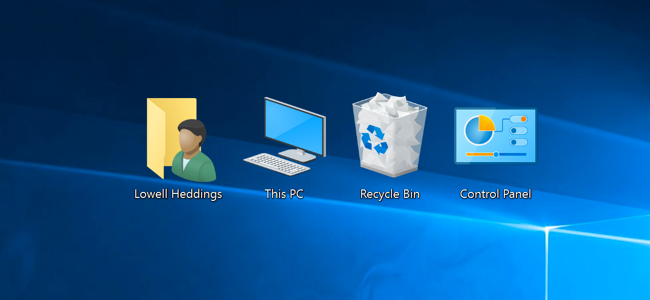 Lowell Heddings
This PC
Recycle Bin
Control Panel